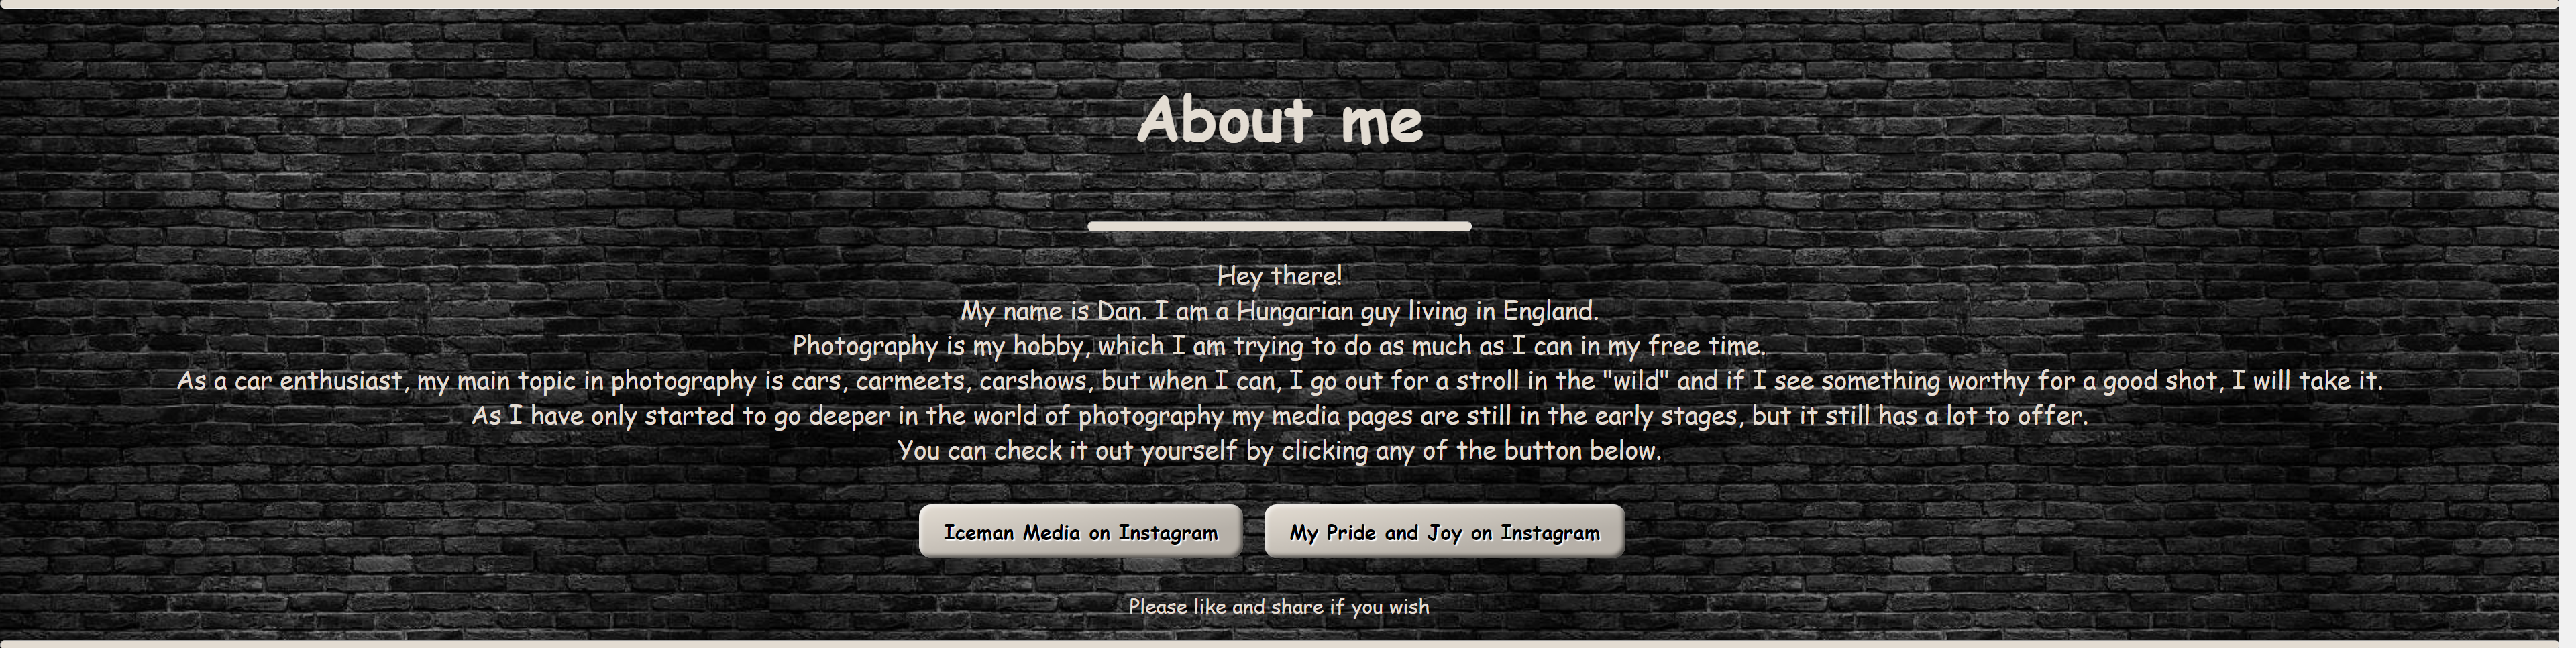 About me
Hey there!
My name is Dan. I am a Hungarian guy living in England.
Photography is my hobby, which I am trying to do as much as I can in my free time.
As a car enthusiast, my main topic in photography is cars, carmeets, carshows, but when I can, I go out for a stroll in the "wild" and if I see something worthy for a good shot, I will take it.
As I have only started to go deeper in the world of photography my media pages are still in the early stages, but it still has a lot to offer.
You can check it out yourself by clicking any of the button below.
Iceman Media on Instagram
My Pride and Joy on Instagram
Please like and share if you wish